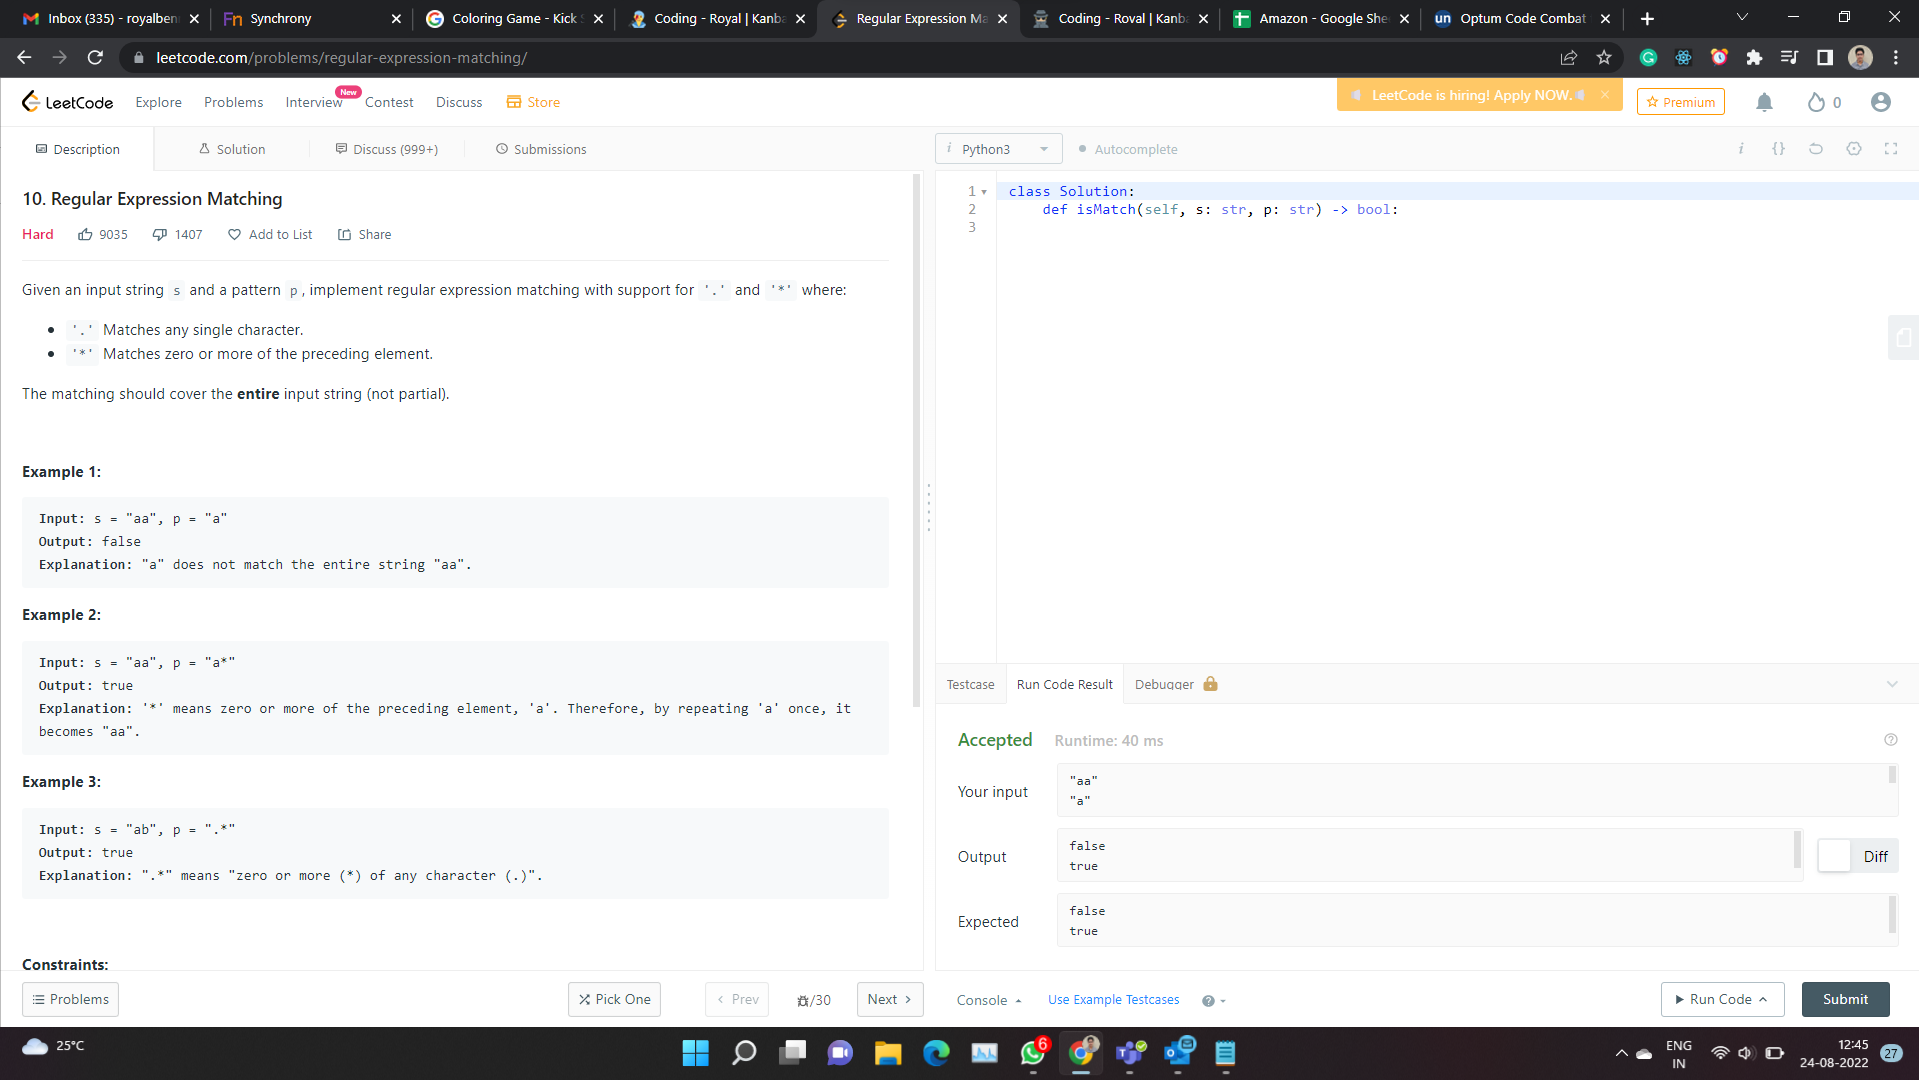 Inbox (335) - royalben
Synchrony
Coloring Game - Kick S
Coding - Royal | Kanba
Regular Expression Ma
Coding - Royal | Kanba
Amazon - Google She
Optum Code Combat
leetcode.com/problems/regular-expression-matching/
LeetCode
Explore
Problems
Interview
New
Contest
Discuss
Store
LeetCode is hiring! Apply NOW.
Premium
0
Description
Solution
Discuss (999+)
Submissions
Python3
Autocomplete
10. Regular Expression Matching
Hard
9035
1407
Add to List
Share
Given an input string s and a pattern p, implement regular expression matching with support for '.' and '*' where:
• '.' Matches any single character.
• '*' Matches zero or more of the preceding element.
The matching should cover the entire input string (not partial).
Example 1:
Input: s = "aa", p = "a"
Output: false
Explanation: "a" does not match the entire string "aa".
Example 2:
Input: s = "aa", p = "a*"
Output: true
Explanation: '*' means zero or more of the preceding element, 'a'. Therefore, by repeating 'a' once, it
becomes "aa".
Example 3:
Input: s = "ab", p = ".*"
Output: true
Explanation: ".*" means "zero or more (*) of any character (.)".
Constraints:
1 class Solution:
2 def isMatch(self, s: str, p: str) -> bool:
3
Testcase
Run Code Result
Debugger
Accepted
Runtime: 40 ms
Your input
"aa"
"a"
Output
false
true
Diff
Expected
false
true
Problems
Pick One
Prev
/30
Next
Console
Use Example Testcases
Run Code
Submit
25°C
6
ENG
IN
12:45
24-08-2022
27